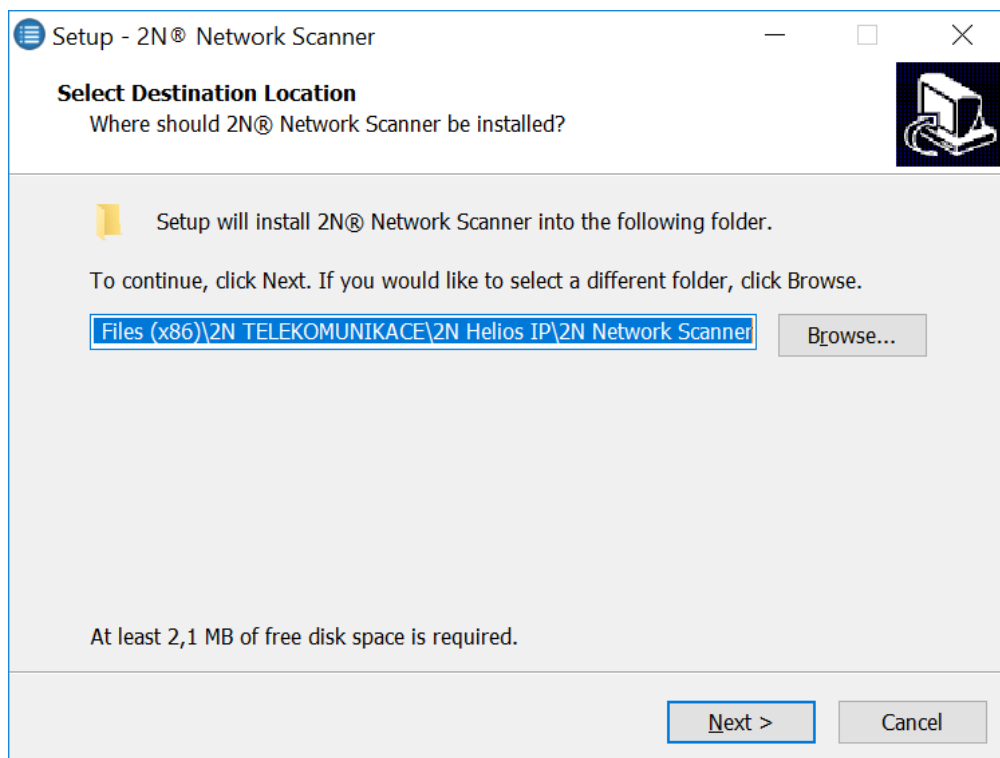 Setup - 2N® Network Scanner
Select Destination Location
Where should 2N® Network Scanner be installed?
Setup will install 2N® Network Scanner into the following folder.
To continue, click Next. If you would like to select a different folder, click Browse.
Files (x86)\2N TELEKOMUNIKACE\2N Helios IP\2N Network Scanner
Browse...
At least 2,1 MB of free disk space is required.
Next >
Cancel